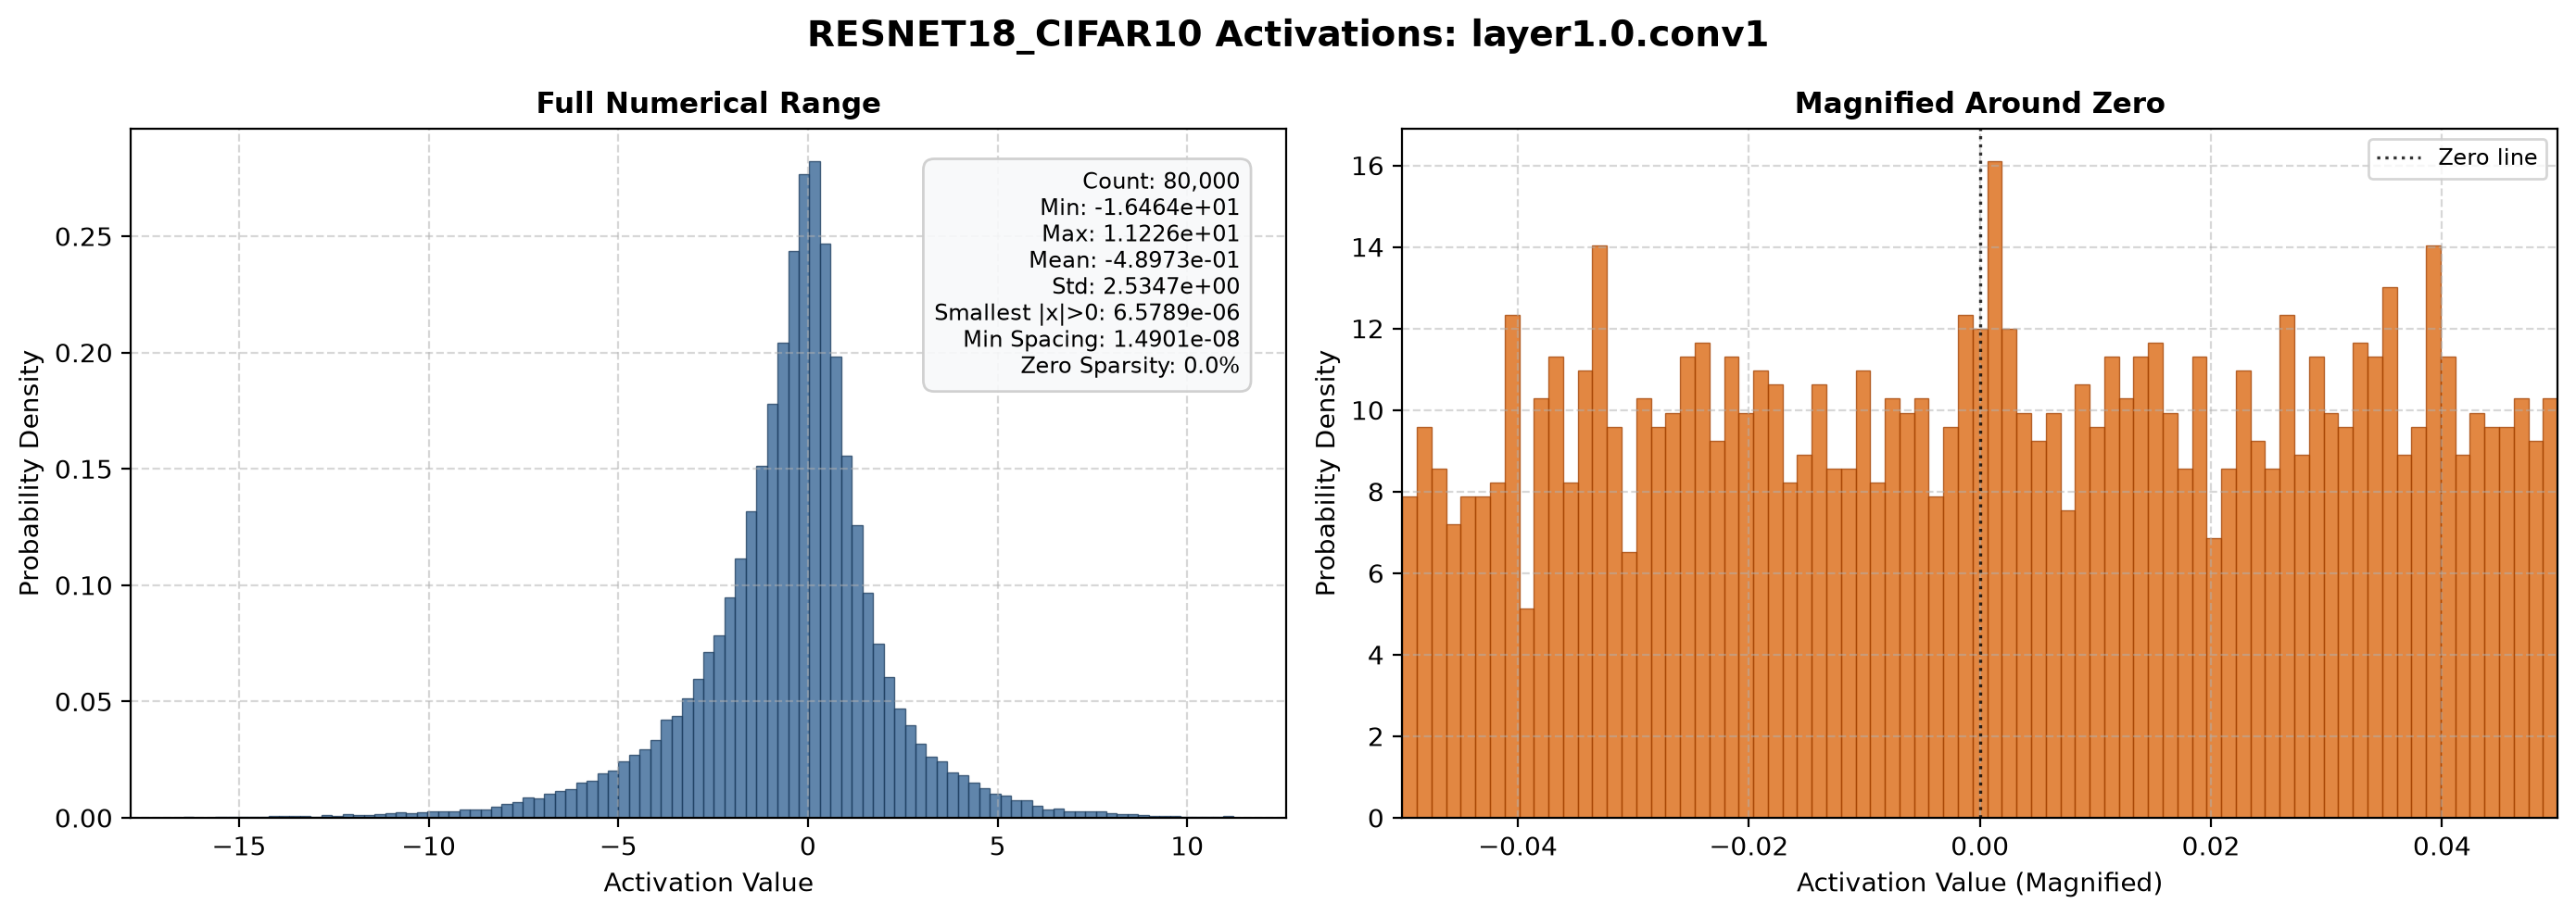 RESNET18_CIFAR10 Activations: layer1.0.conv1
Full Numerical Range
Count: 80,000
Min: -1.6464e+01
Max: 1.1226e+01
Mean: -4.8973e-01
Std: 2.5347e+00
Smallest |x|>0: 6.5789e-06
Min Spacing: 1.4901e-08
Zero Sparsity: 0.0%
Probability Density
0.25
0.20
0.15
0.10
0.05
0.00
−15 −10 −5 0 5 10
Activation Value
Magnified Around Zero
Zero line
Probability Density
16
14
12
10
8
6
4
2
0
−0.04 −0.02 0.00 0.02 0.04
Activation Value (Magnified)